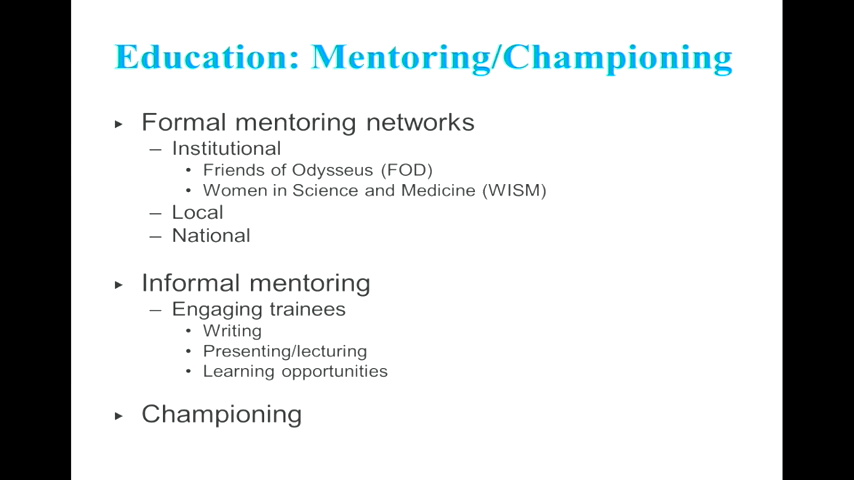 Education: Mentoring/Championing
▸ Formal mentoring networks
– Institutional
• Friends of Odysseus (FOD)
• Women in Science and Medicine (WISM)
– Local
– National
▸ Informal mentoring
– Engaging trainees
• Writing
• Presenting/lecturing
• Learning opportunities
▸ Championing